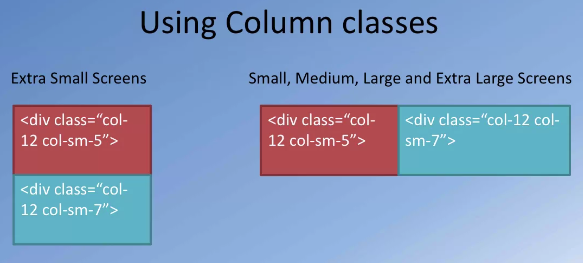 Using Column classes
Extra Small Screens
Small, Medium, Large and Extra Large Screens
<div class=“col-
12 col-sm-5”>
<div class=“col-
12 col-sm-7”>
<div class=“col-
12 col-sm-5”>
<div class=“col-12 col-
sm-7”>